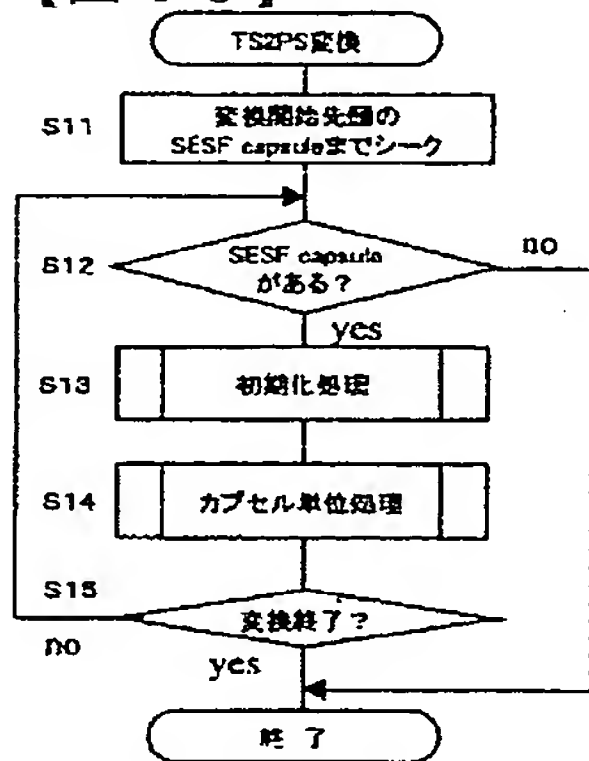 TS2PS変換
S11
変換開始先頭の
SESF capsuleまでシーク
S12
SESF capsule
がある?
no
yes
S13
初期化処理
S14
カプセル単位処理
S15
変換終了?
no
yes
終 了